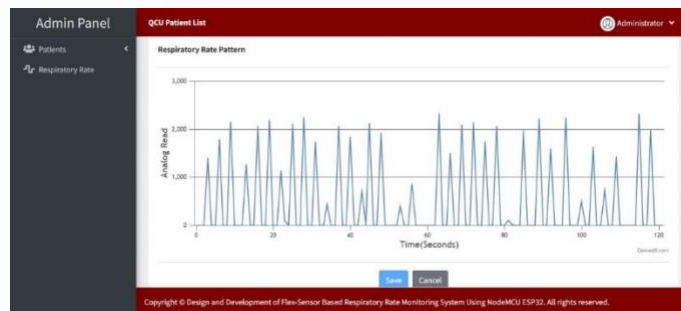 Admin Panel
QCU Patient List
Administrator
Patients
Respiratory Rate
Respiratory Rate Pattern
3,000
2,000
1,000
0
Analog Read
0 20 40 60 80 100 120
Time(Seconds)
CanvasJS.com
Save Cancel
Copyright © Design and Development of Flex-Sensor Based Respiratory Rate Monitoring System Using NodeMCU ESP32. All rights reserved.